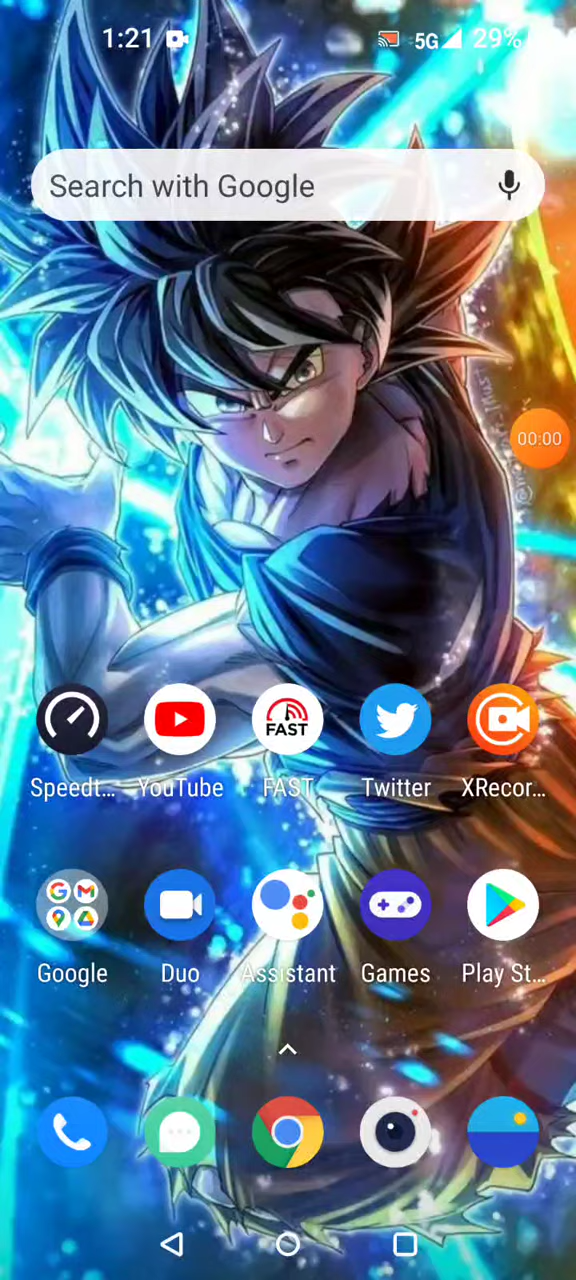 1:21 5G 29%
Search with Google
00:00
FAST
Speedt... YouTube FAST Twitter XRecor...
Google Duo Assistant Games Play St...